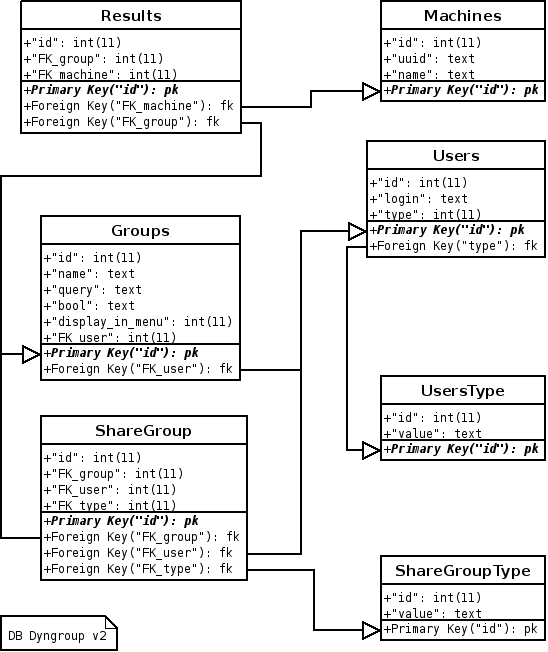 Results
+"id": int(11)
+"FK_group": int(11)
+"FK_machine": int(11)
+Primary Key("id"): pk
+Foreign Key("FK_machine"): fk
+Foreign Key("FK_group"): fk
Machines
+"id": int(11)
+"uuid": text
+"name": text
+Primary Key("id"): pk
Users
+"id": int(11)
+"login": text
+"type": int(11)
+Primary Key("id"): pk
+Foreign Key("type"): fk
Groups
+"id": int(11)
+"name": text
+"query": text
+"bool": text
+"display_in_menu": int(11)
+"FK_user": int(11)
+Primary Key("id"): pk
+Foreign Key("FK_user"): fk
UsersType
+"id": int(11)
+"value": text
+Primary Key("id"): pk
ShareGroup
+"id": int(11)
+"FK_group": int(11)
+"FK_user": int(11)
+"FK_type": int(11)
+Primary Key("id"): pk
+Foreign Key("FK_group"): fk
+Foreign Key("FK_user"): fk
+Foreign Key("FK_type"): fk
ShareGroupType
+"id": int(11)
+"value": text
+Primary Key("id"): pk
DB Dyngroup v2